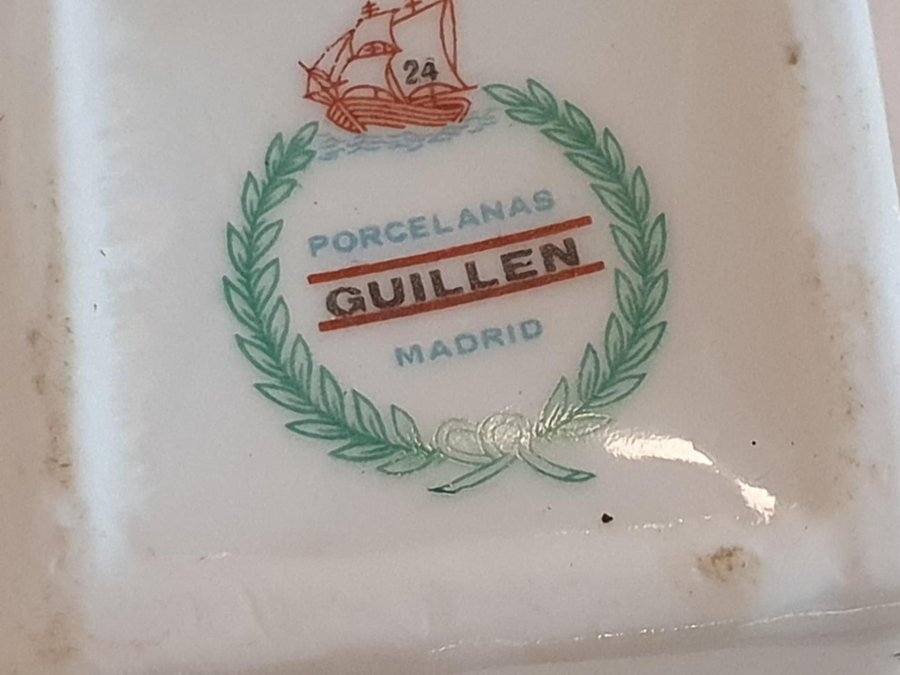 24
PORCELANAS
GUILLEN
MADRID